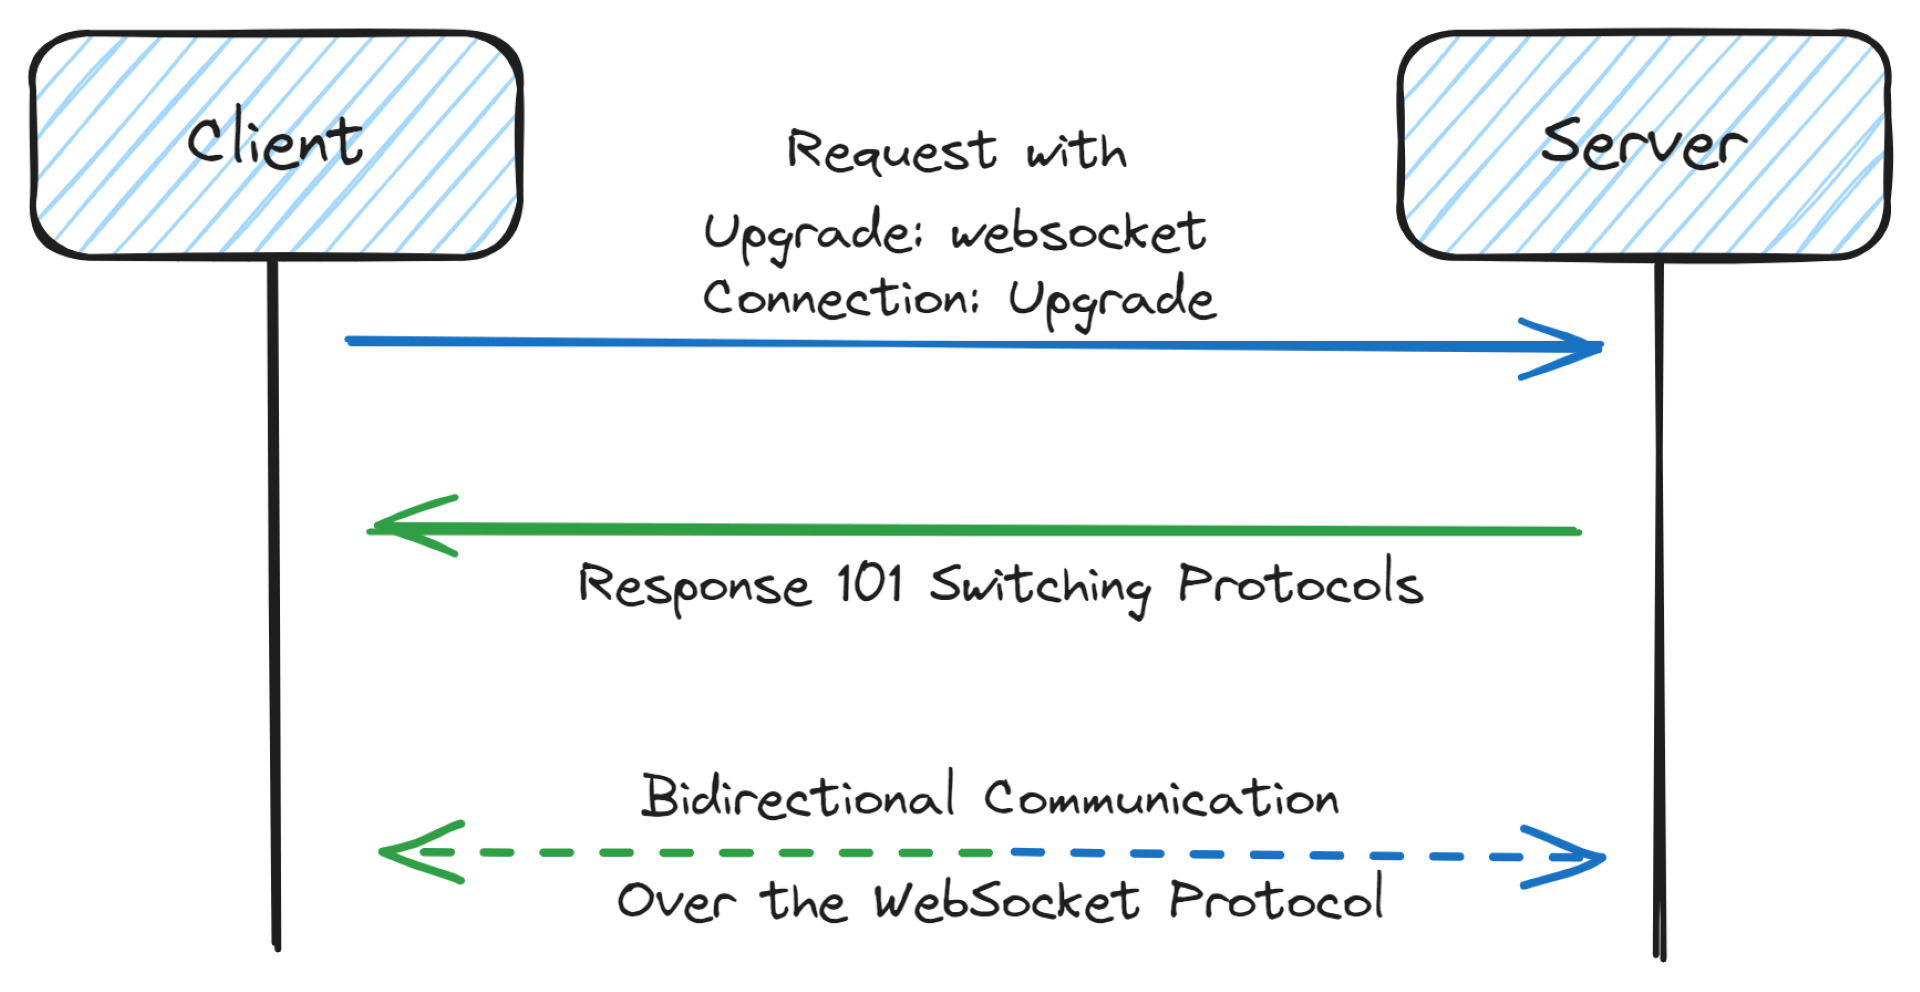 Client
Server
Request with
Upgrade: websocket
Connection: Upgrade
Response 101 Switching Protocols
Bidirectional Communication
Over the WebSocket Protocol